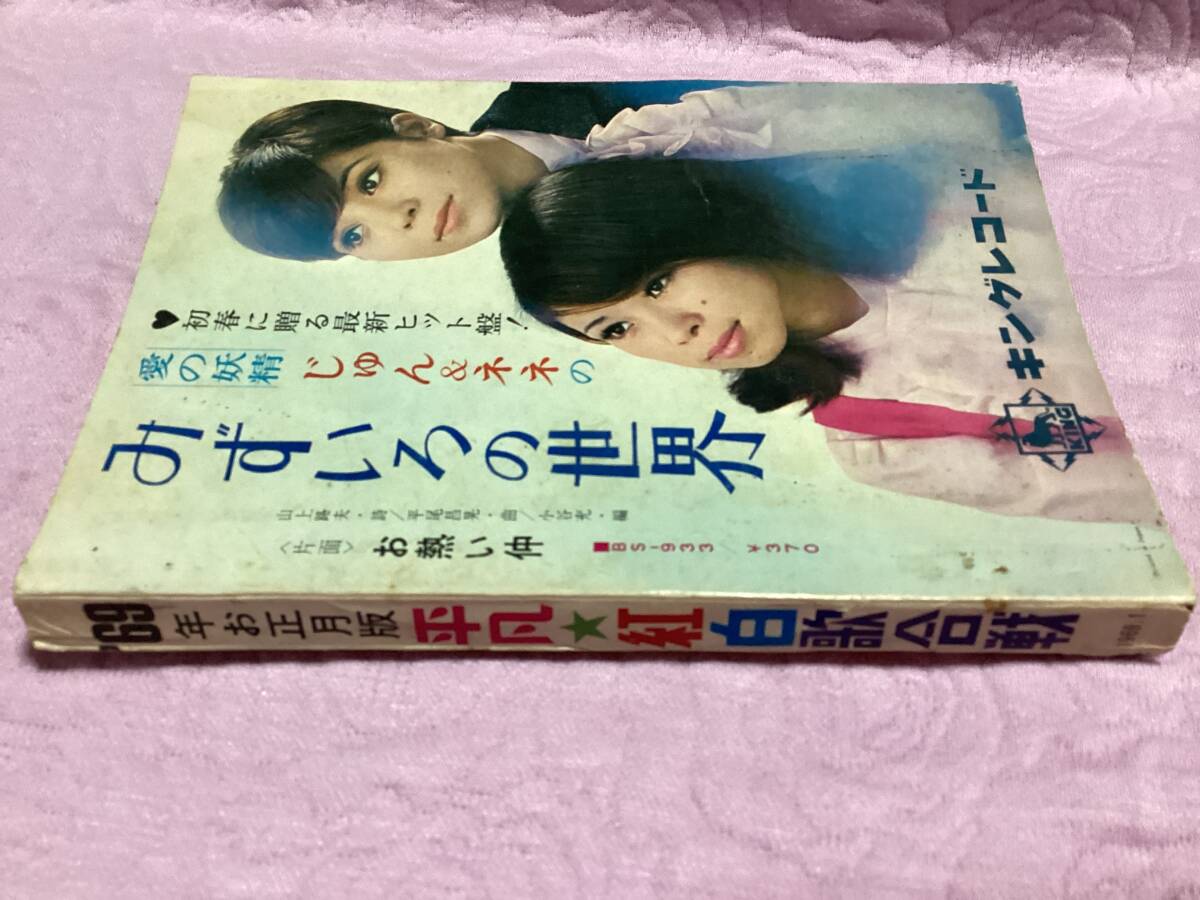 ♥初春に贈る最新ヒット盤!
愛の妖精 じゅん&ネネの
みずいろの世界
山上路夫・詩/平尾昌晃・曲/小谷充・編
〈片面〉 お熱い仲 ■BS-933/¥370
キングレコード
KING
'69年お正月版 平凡★紅白歌合戦